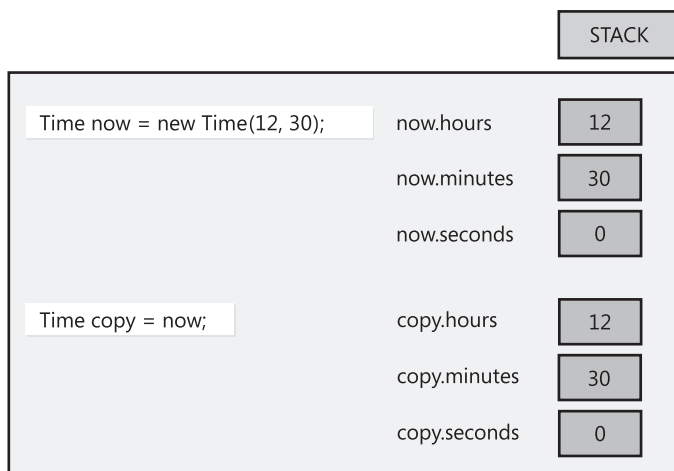 STACK
Time now = new Time(12, 30); now.hours 12
now.minutes 30
now.seconds 0
Time copy = now; copy.hours 12
copy.minutes 30
copy.seconds 0